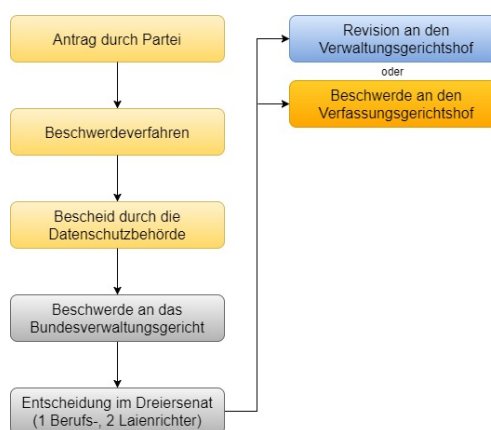 Antrag durch Partei
Beschwerdeverfahren
Bescheid durch die
Datenschutzbehörde
Beschwerde an das
Bundesverwaltungsgericht
Entscheidung im Dreiersenat
(1 Berufs-, 2 Laienrichter)
Revision an den
Verwaltungsgerichtshof
oder
Beschwerde an den
Verfassungsgerichtshof